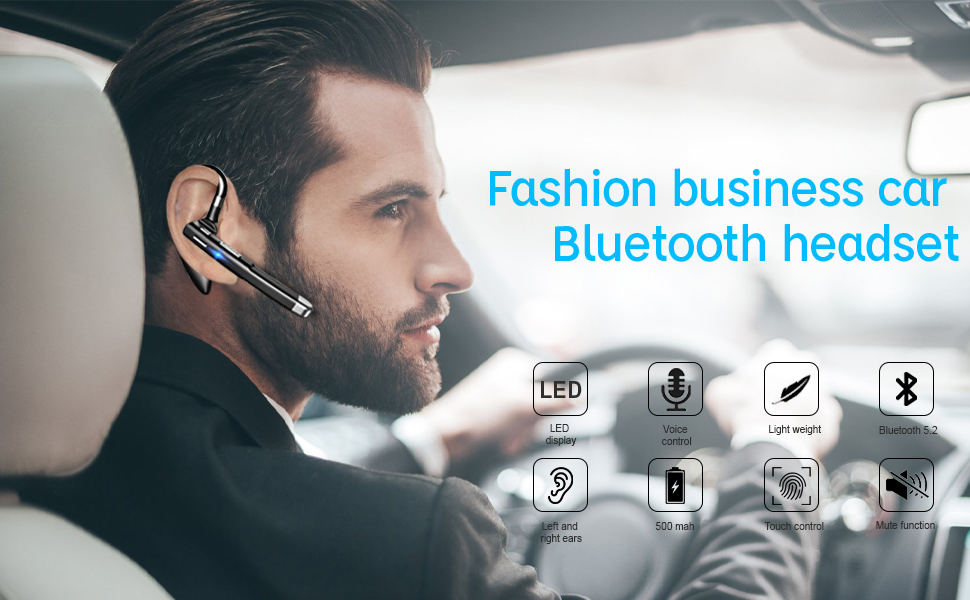 Fashion business car
Bluetooth headset
LED
LED
display
Voice
control
Light weight
Bluetooth 5.2
Left and
right ears
500 mah
Touch control
Mute function